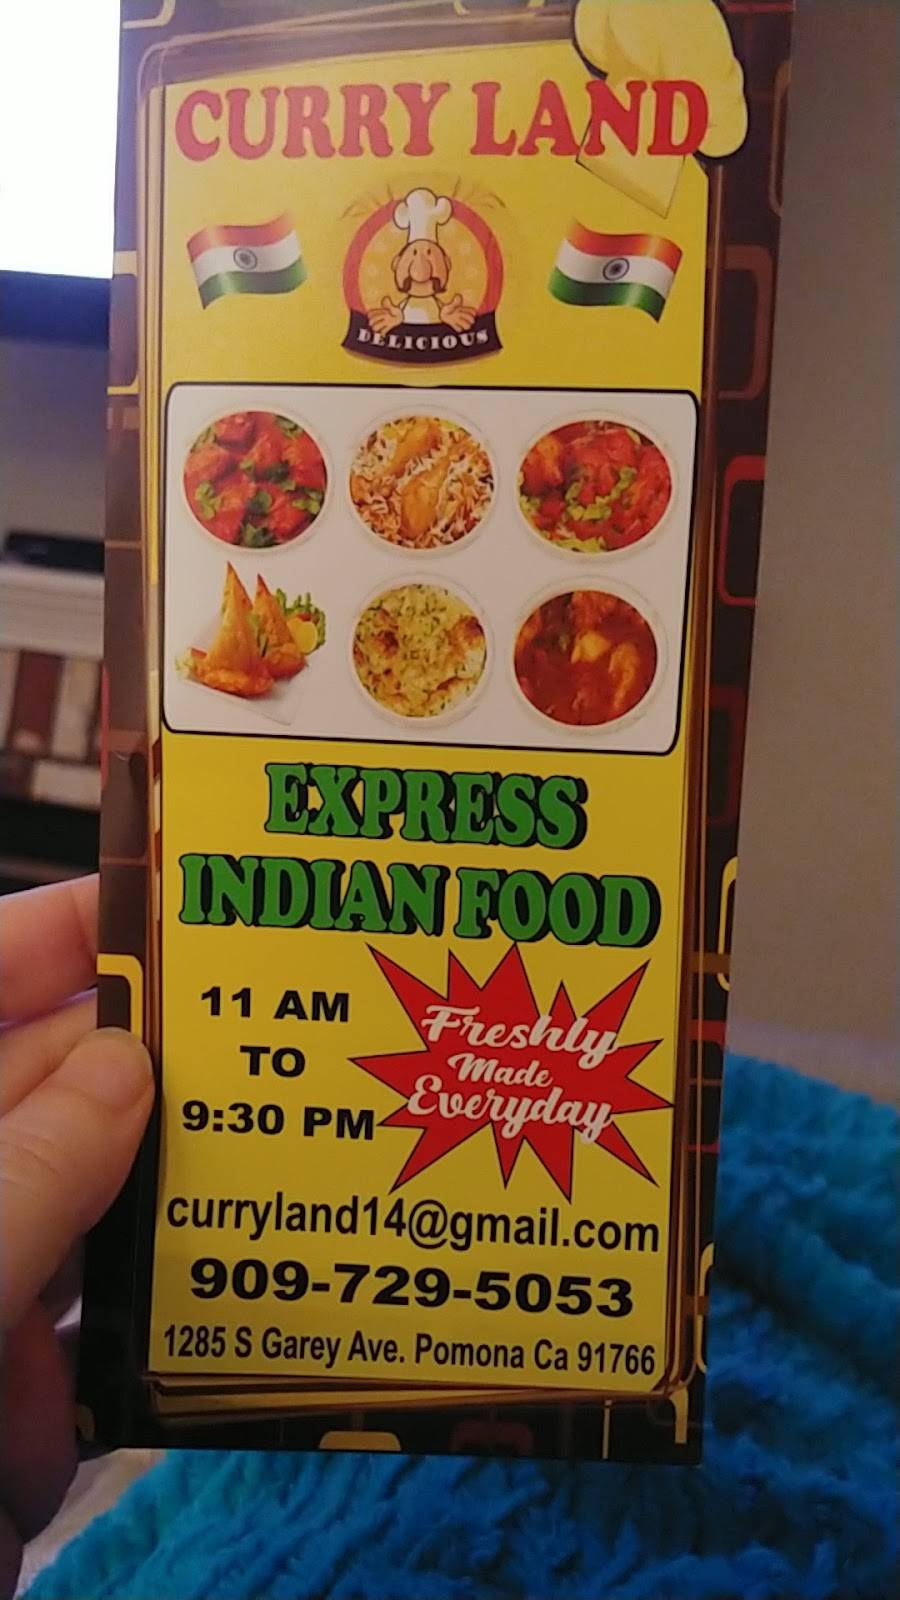 CURRY LAND
DELICIOUS
EXPRESS
INDIAN FOOD
11 AM
TO
9:30 PM
Freshly
Made
Everyday
curryland14@gmail.com
909-729-5053
1285 S Garey Ave. Pomona Ca 91766